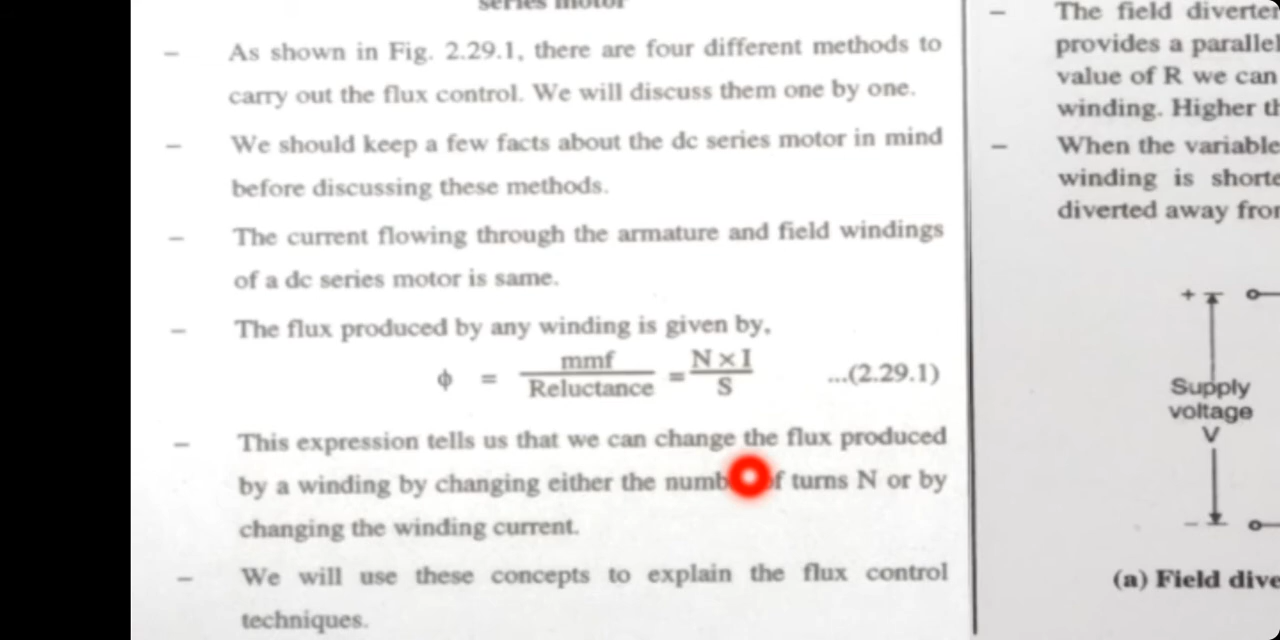 series motor
– As shown in Fig. 2.29.1, there are four different methods to
carry out the flux control. We will discuss them one by one.
– We should keep a few facts about the dc series motor in mind
before discussing these methods.
– The current flowing through the armature and field windings
of a dc series motor is same.
– The flux produced by any winding is given by,
ϕ = mmf / Reluctance = N × I / S ...(2.29.1)
– This expression tells us that we can change the flux produced
by a winding by changing either the numb f turns N or by
changing the winding current.
– We will use these concepts to explain the flux control
techniques.
– The field diverter
provides a parallel
value of R we can
winding. Higher th
– When the variable
winding is shorte
diverted away fror
+
Supply
voltage
V
–
(a) Field dive